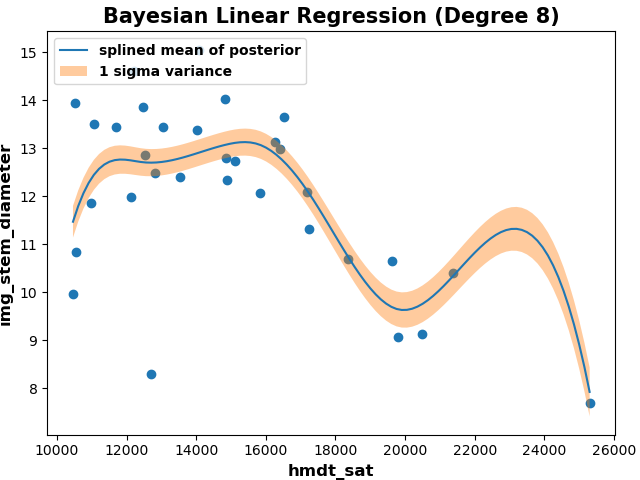 Bayesian Linear Regression (Degree 8)
splined mean of posterior
1 sigma variance
img_stem_diameter
15
14
13
12
11
10
9
8
10000 12000 14000 16000 18000 20000 22000 24000 26000
hmdt_sat